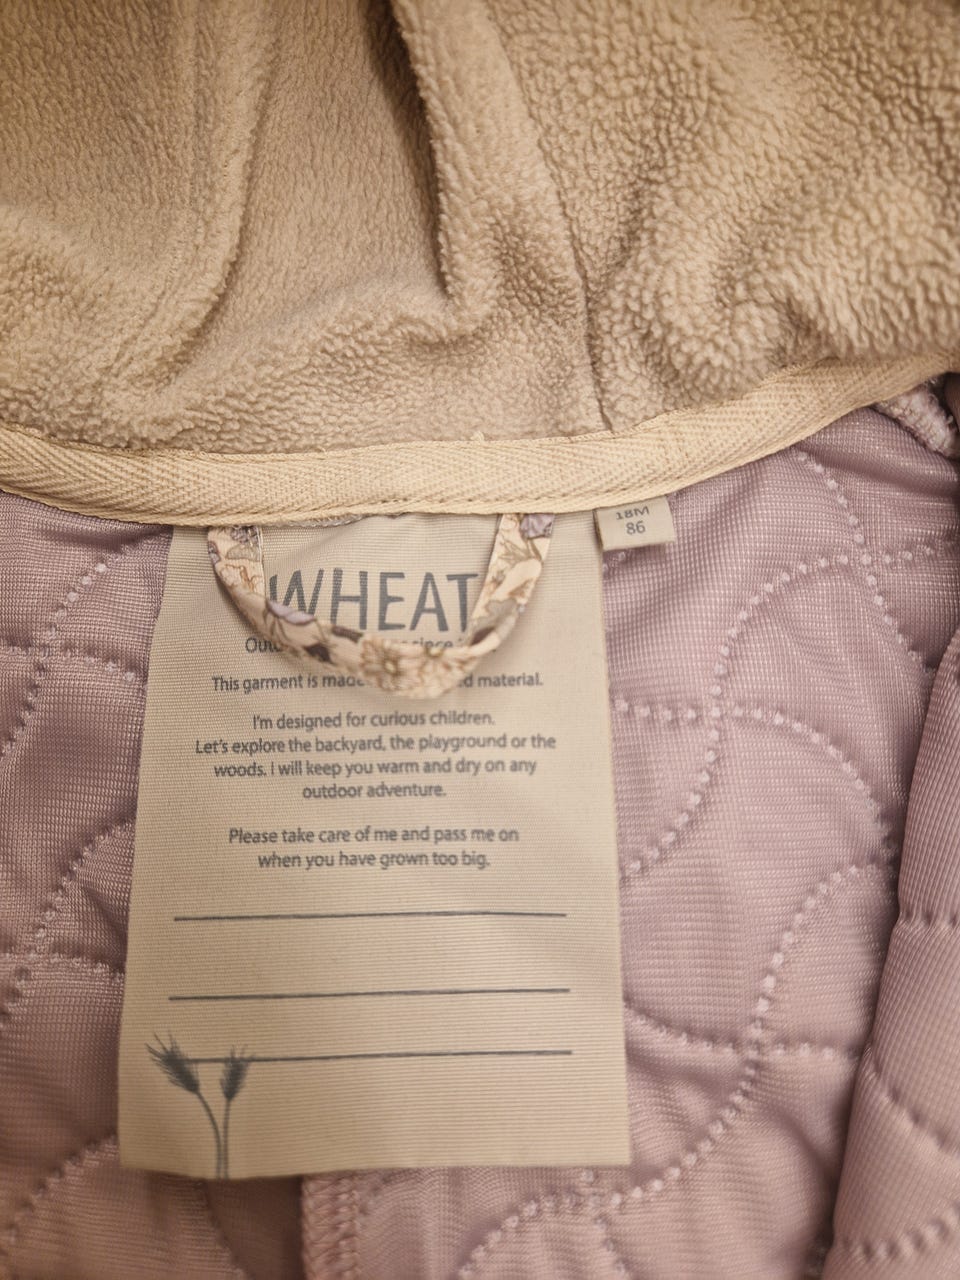 18M
86
WHEAT
since
This garment is made material.
I'm designed for curious children.
Let's explore the backyard, the playground or the
woods. I will keep you warm and dry on any
outdoor adventure.
Please take care of me and pass me on
when you have grown too big.